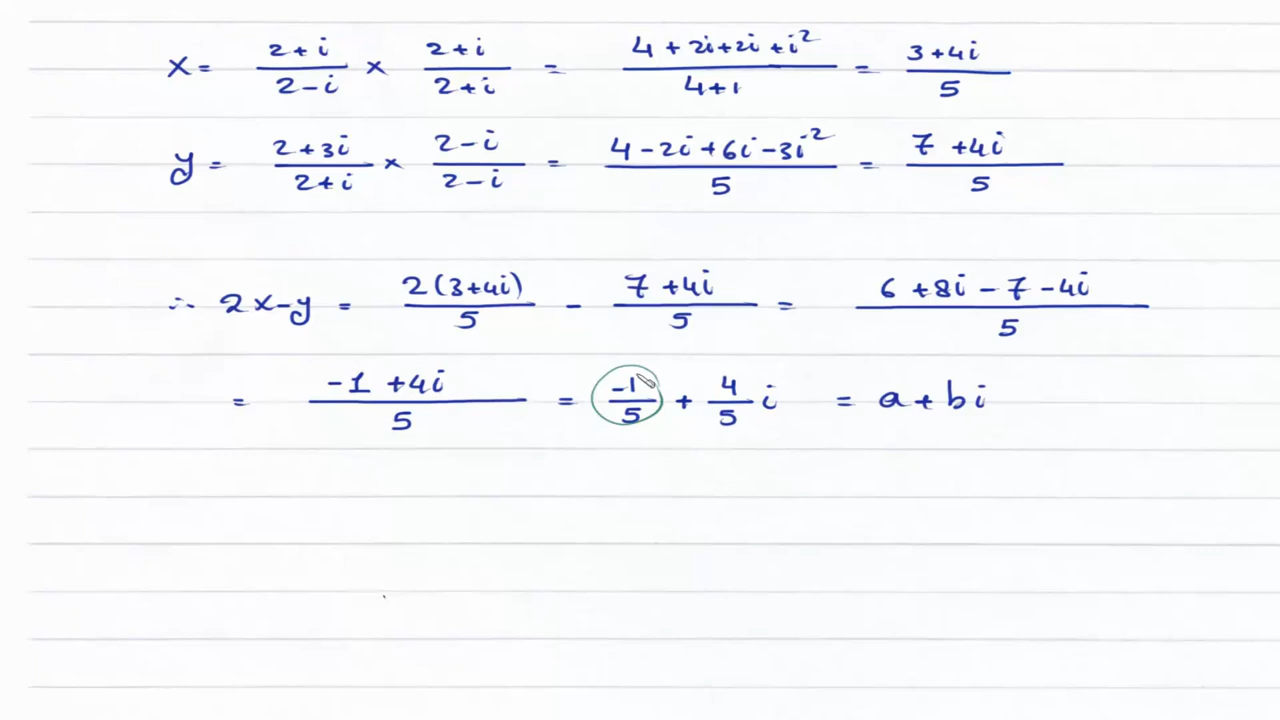 x = (2+i)/(2-i) × (2+i)/(2+i) = (4+2i+2i+i²)/(4+1) = (3+4i)/5
y = (2+3i)/(2+i) × (2-i)/(2-i) = (4-2i+6i-3i²)/5 = (7+4i)/5
∴ 2x-y = 2(3+4i)/5 - (7+4i)/5 = (6+8i-7-4i)/5
= (-1+4i)/5 = -1/5 + 4/5 i = a+bi